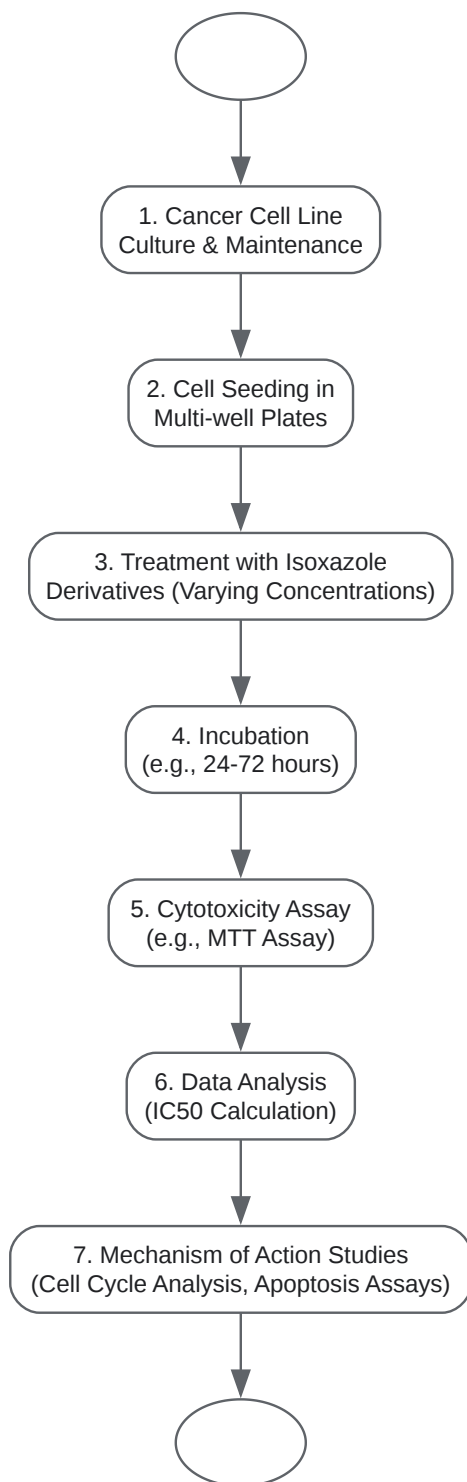 1. Cancer Cell Line
Culture & Maintenance
2. Cell Seeding in
Multi-well Plates
3. Treatment with Isoxazole
Derivatives (Varying Concentrations)
4. Incubation
(e.g., 24-72 hours)
5. Cytotoxicity Assay
(e.g., MTT Assay)
6. Data Analysis
(IC50 Calculation)
7. Mechanism of Action Studies
(Cell Cycle Analysis, Apoptosis Assays)